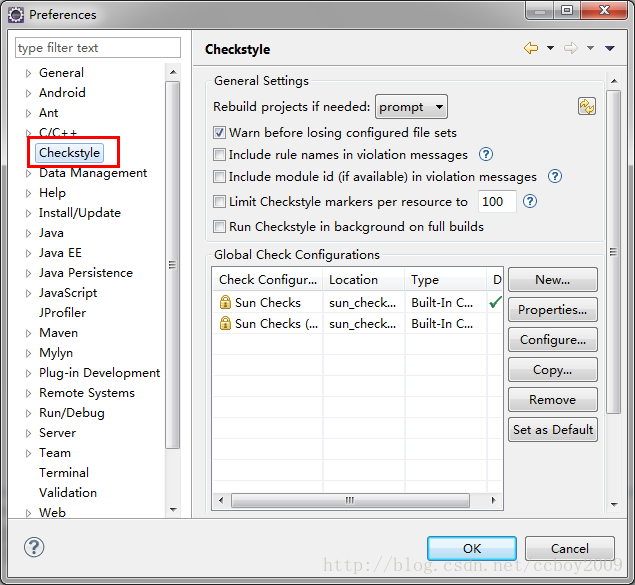 Preferences
type filter text
General
Android
Ant
C/C++
Checkstyle
Data Management
Help
Install/Update
Java
Java EE
Java Persistence
JavaScript
JProfiler
Maven
Mylyn
Plug-in Development
Remote Systems
Run/Debug
Server
Team
Terminal
Validation
Web
Checkstyle
General Settings
Rebuild projects if needed: prompt
Warn before losing configured file sets
Include rule names in violation messages
Include module id (if available) in violation messages
Limit Checkstyle markers per resource to 100
Run Checkstyle in background on full builds
Global Check Configurations
Check Configur... Location Type D
Sun Checks sun_check... Built-In C...
Sun Checks (... sun_check... Built-In C...
New...
Properties...
Configure...
Copy...
Remove
Set as Default
OK Cancel
http://blog.csdn.net/ccboy2009